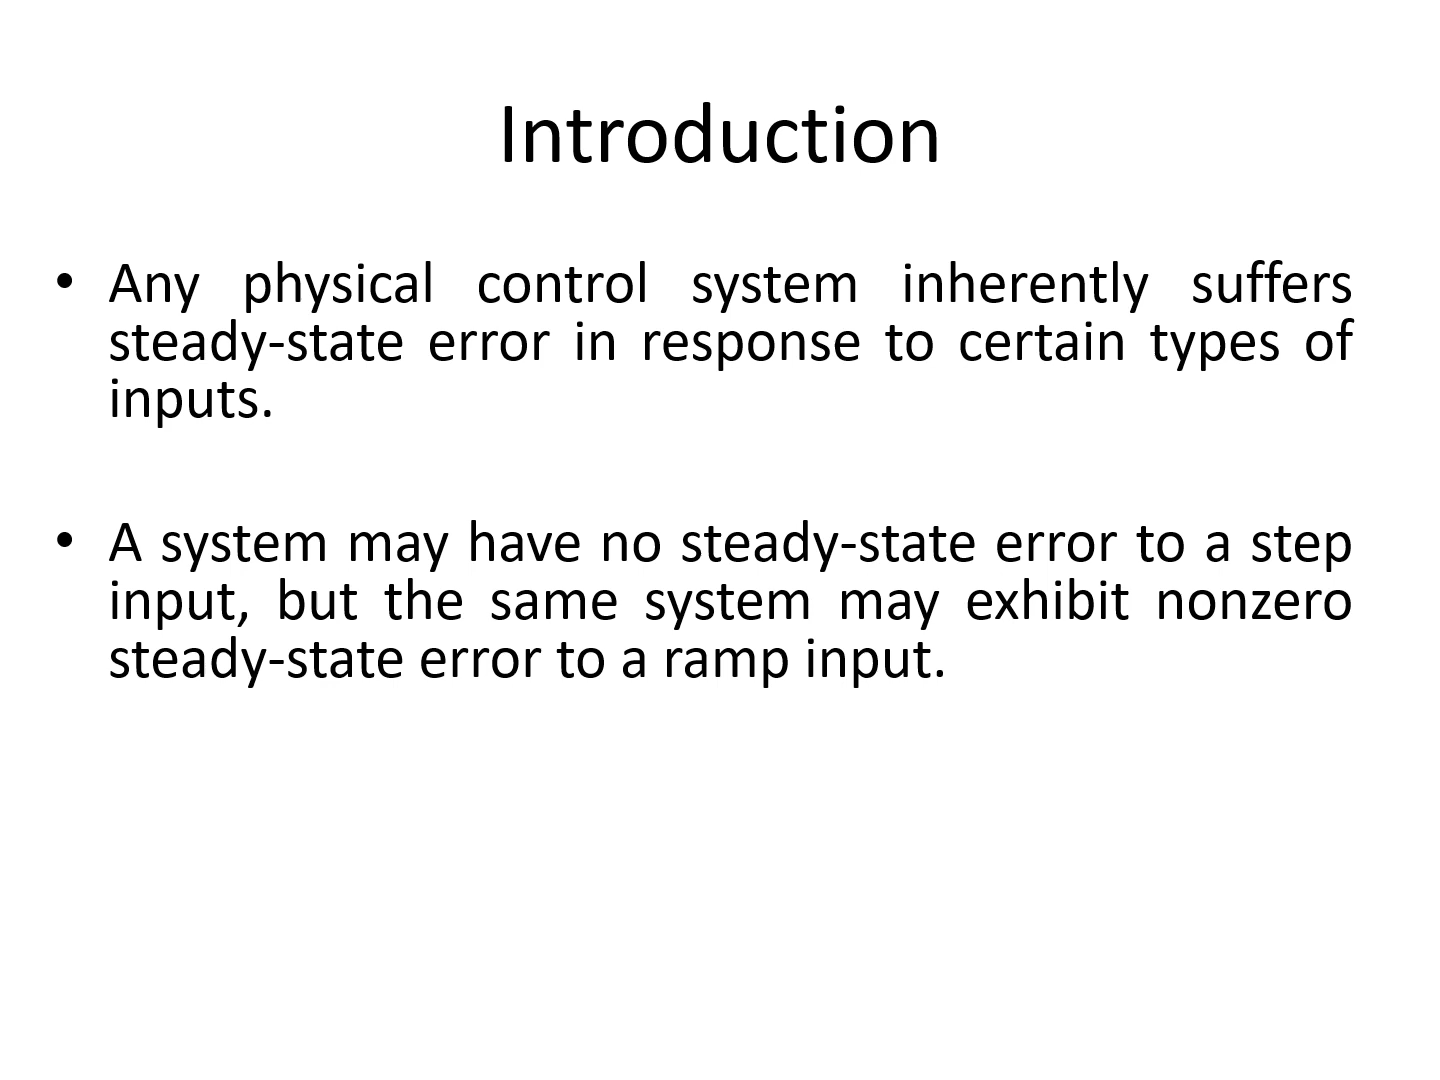 Introduction
• Any physical control system inherently suffers
steady-state error in response to certain types of
inputs.
• A system may have no steady-state error to a step
input, but the same system may exhibit nonzero
steady-state error to a ramp input.